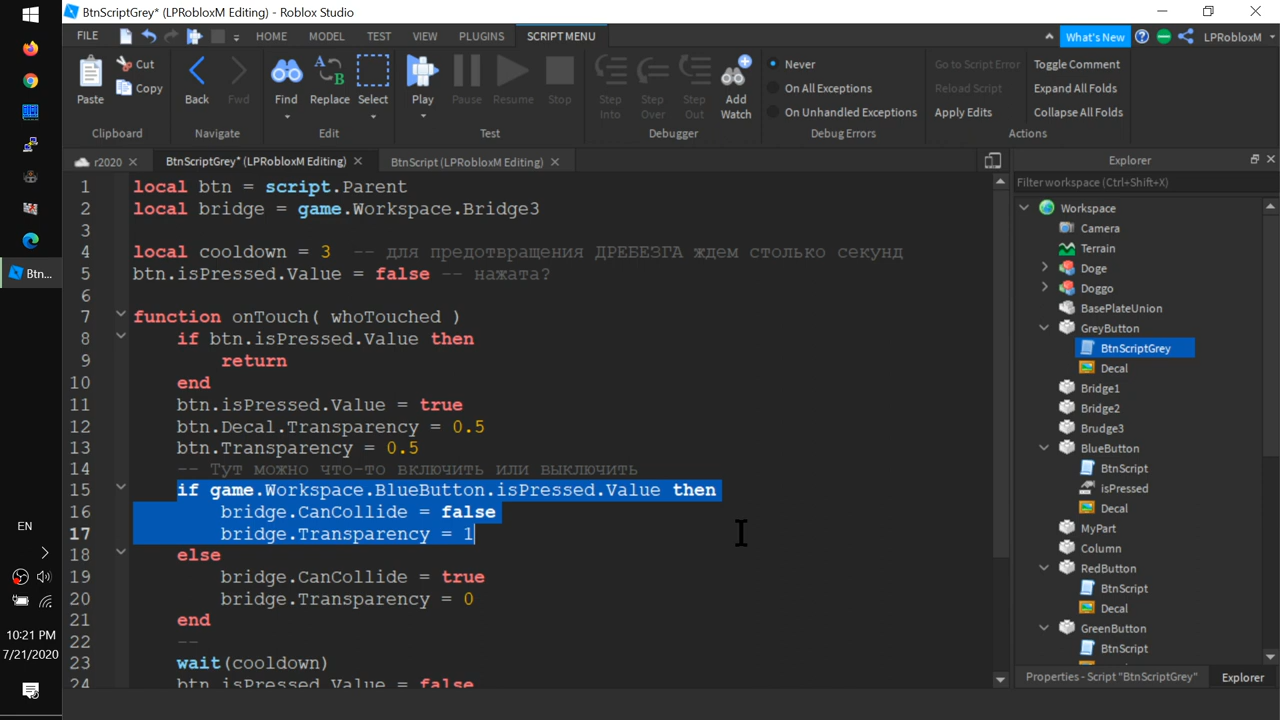 BtnScriptGrey* (LPRobloxM Editing) - Roblox Studio
FILE HOME MODEL TEST VIEW PLUGINS SCRIPT MENU What's New LPRobloxM
Paste Cut Copy Back Fwd Find Replace Select Play Pause Resume Stop Step Into Step Over Step Out Add Watch
Never
On All Exceptions
On Unhandled Exceptions
Go to Script Error
Reload Script
Apply Edits
Toggle Comment
Expand All Folds
Collapse All Folds
Clipboard Navigate Edit Test Debugger Debug Errors Actions
r2020 BtnScriptGrey* (LPRobloxM Editing) BtnScript (LPRobloxM Editing)
1 local btn = script.Parent
2 local bridge = game.Workspace.Bridge3
3
4 local cooldown = 3 -- для предотвращения ДРЕБЕЗГА ждем столько секунд
5 btn.isPressed.Value = false -- нажата?
6
7 function onTouch( whoTouched )
8 if btn.isPressed.Value then
9 return
10 end
11 btn.isPressed.Value = true
12 btn.Decal.Transparency = 0.5
13 btn.Transparency = 0.5
14 -- Тут можно что-то включить или выключить
15 if game.Workspace.BlueButton.isPressed.Value then
16 bridge.CanCollide = false
17 bridge.Transparency = 1
18 else
19 bridge.CanCollide = true
20 bridge.Transparency = 0
21 end
22 --
23 wait(cooldown)
24 btn.isPressed.Value = false
Explorer
Filter workspace (Ctrl+Shift+X)
Workspace
Camera
Terrain
Doge
Doggo
BasePlateUnion
GreyButton
BtnScriptGrey
Decal
Bridge1
Bridge2
Brudge3
BlueButton
BtnScript
isPressed
Decal
MyPart
Column
RedButton
BtnScript
Decal
GreenButton
BtnScript
Properties - Script "BtnScriptGrey" Explorer
Btn...
EN
10:21 PM
7/21/2020